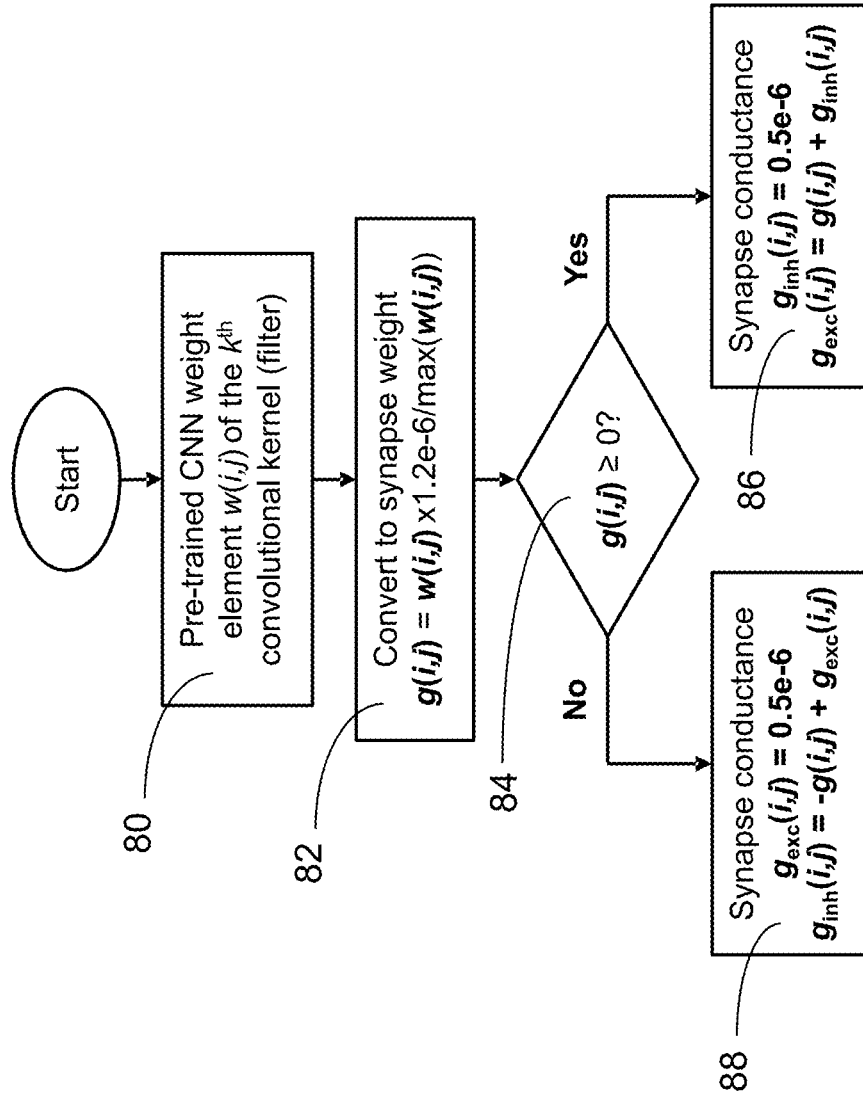 Start
80
Pre-trained CNN weight
element w(i,j) of the kth
convolutional kernel (filter)
82
Convert to synapse weight
g(i,j) = w(i,j) x1.2e-6/max(w(i,j))
84
g(i,j) ≥ 0?
No
Yes
88
Synapse conductance
gexc(i,j) = 0.5e-6
ginh(i,j) = -g(i,j) + gexc(i,j)
86
Synapse conductance
ginh(i,j) = 0.5e-6
gexc(i,j) = g(i,j) + ginh(i,j)